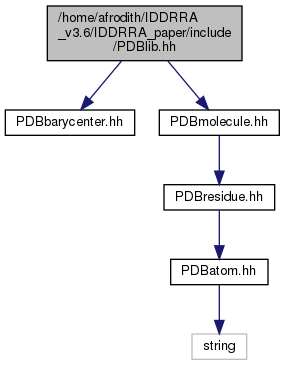 /home/afrodith/IDDRRA
_v3.6/IDDRRA_paper/include
/PDBlib.hh
PDBbarycenter.hh
PDBmolecule.hh
PDBresidue.hh
PDBatom.hh
string